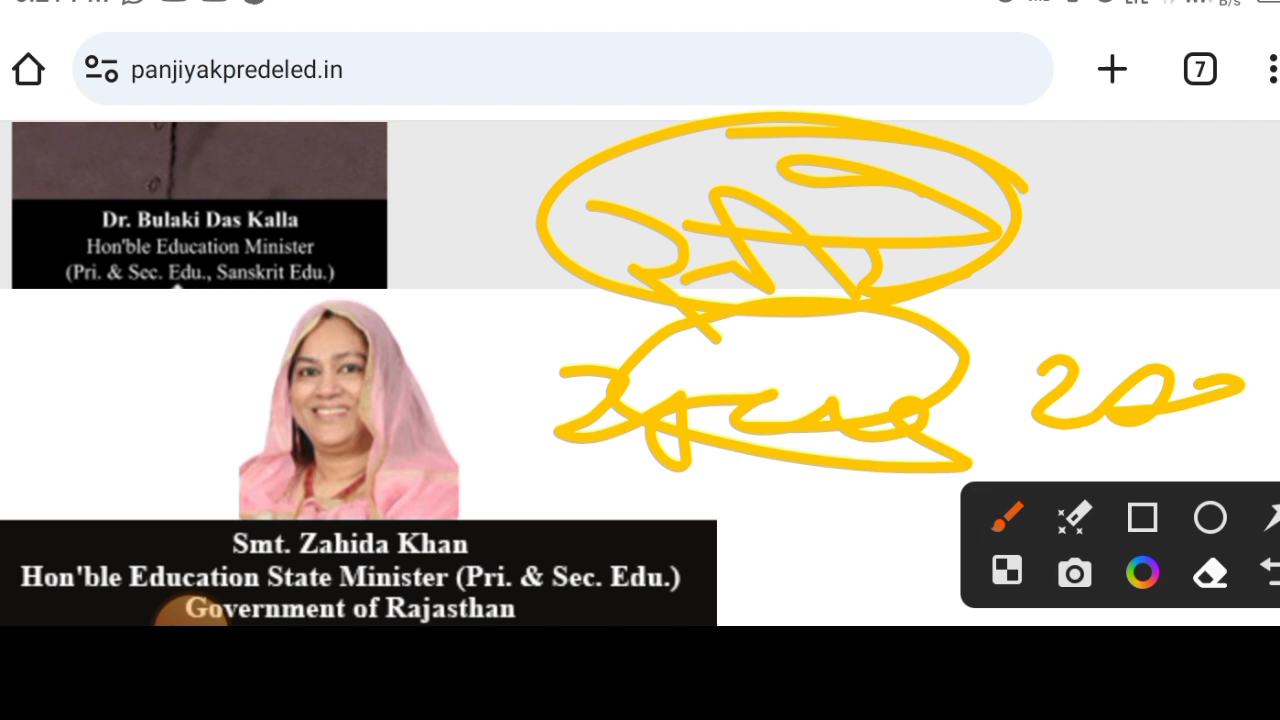 panjiyakpredeled.in
7
Dr. Bulaki Das Kalla
Hon'ble Education Minister
(Pri. & Sec. Edu., Sanskrit Edu.)
Smt. Zahida Khan
Hon'ble Education State Minister (Pri. & Sec. Edu.)
Government of Rajasthan